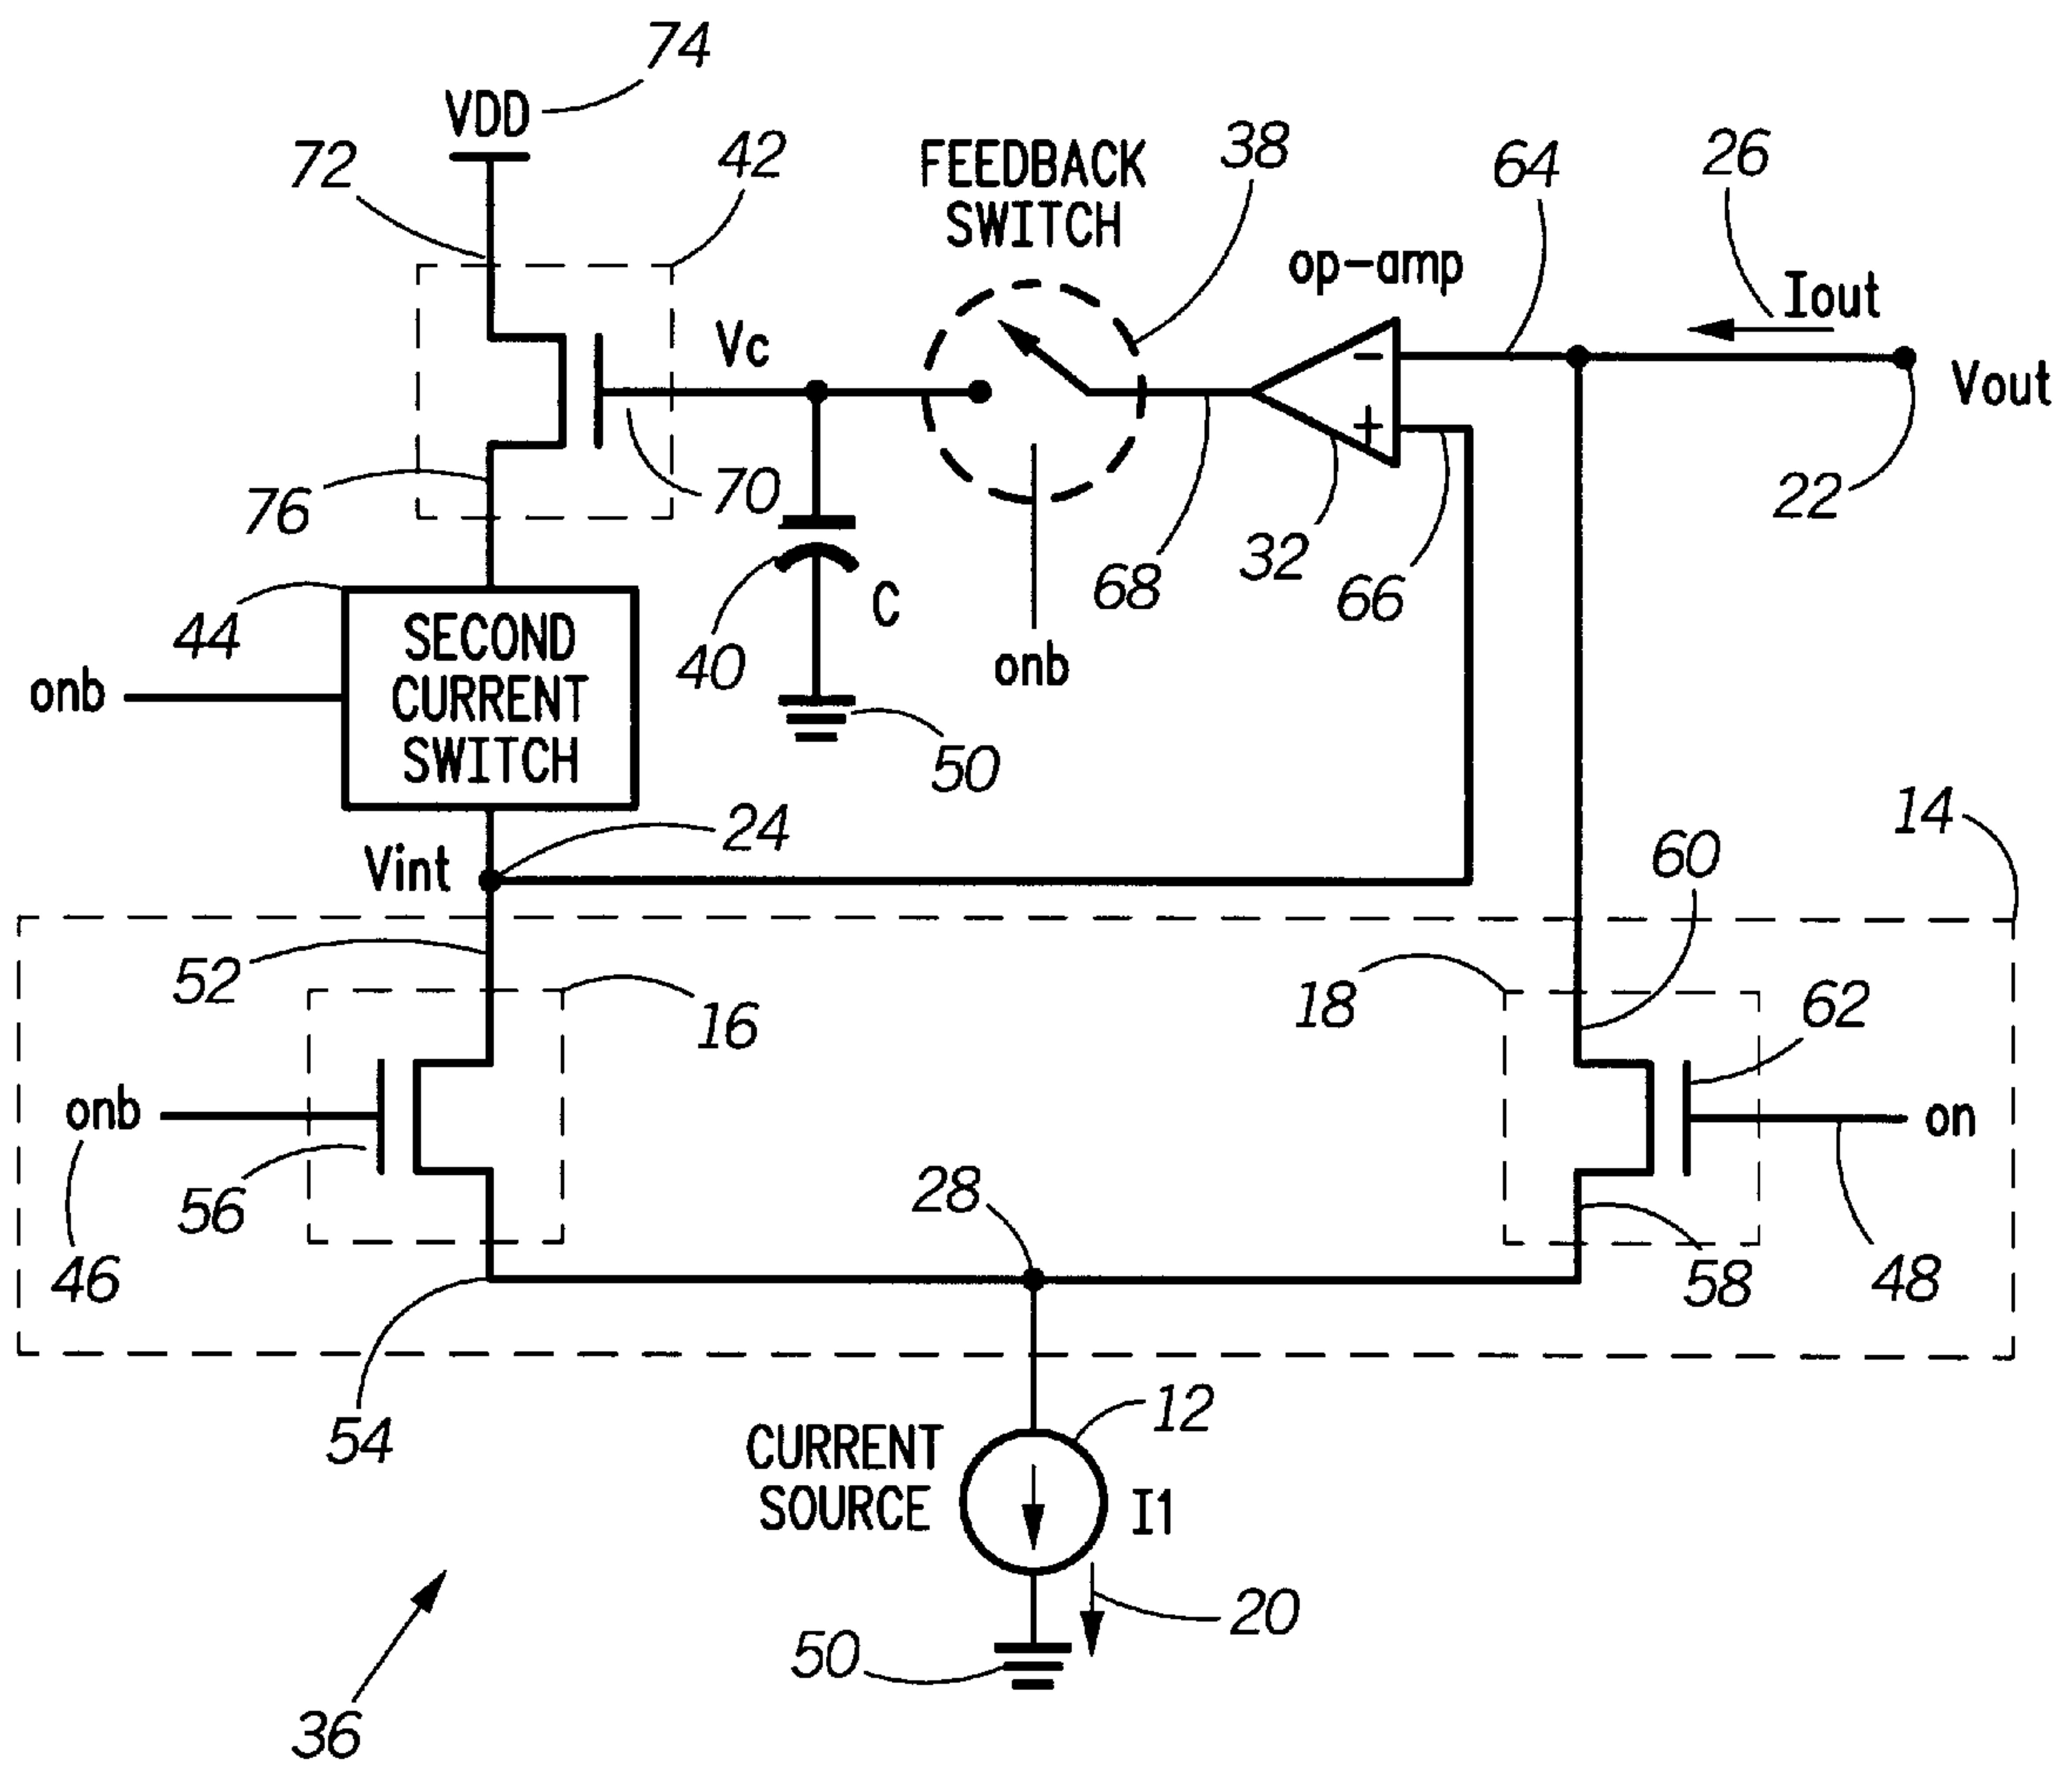 74
VDD
72
42
FEEDBACK
SWITCH
38
64
26
op-amp
Iout
Vc
Vout
-
+
76
70
22
32
68
66
44
SECOND
CURRENT
SWITCH
onb
40
C
onb
50
14
24
Vint
60
52
16
18
62
onb
on
56
28
46
58
48
54
12
CURRENT
SOURCE
I1
20
50
36